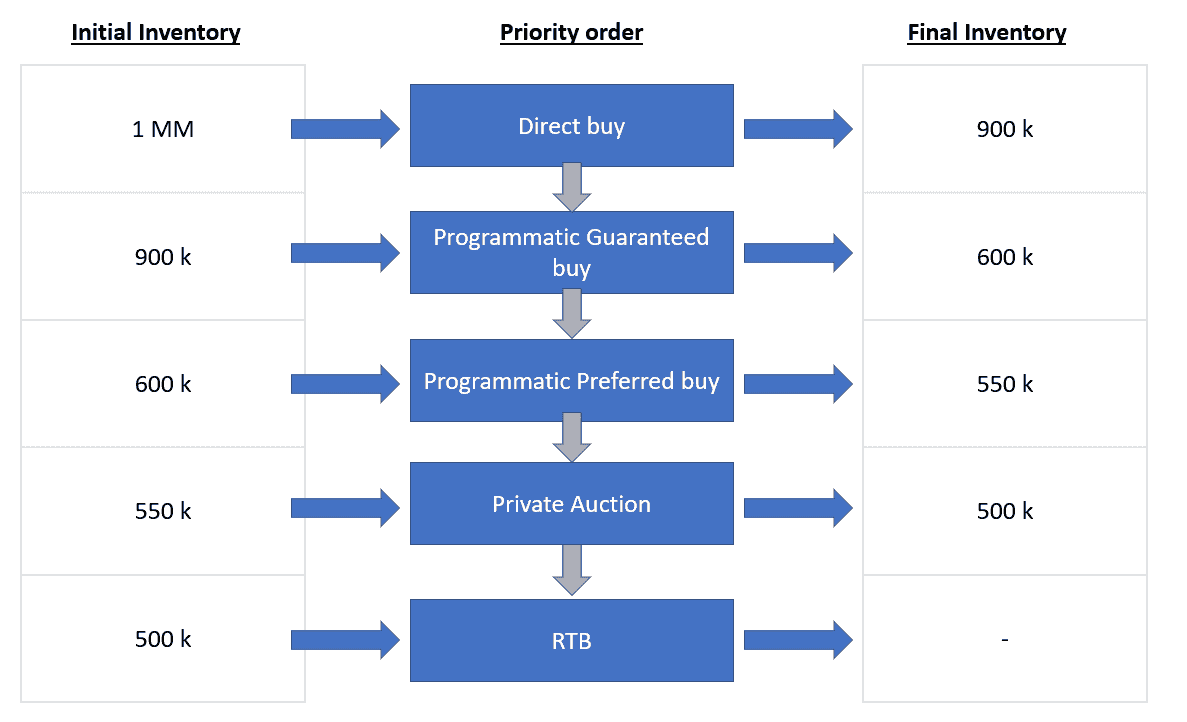 Initial Inventory
Priority order
Final Inventory
1 MM
Direct buy
900 k
900 k
Programmatic Guaranteed
buy
600 k
600 k
Programmatic Preferred buy
550 k
550 k
Private Auction
500 k
500 k
RTB
-